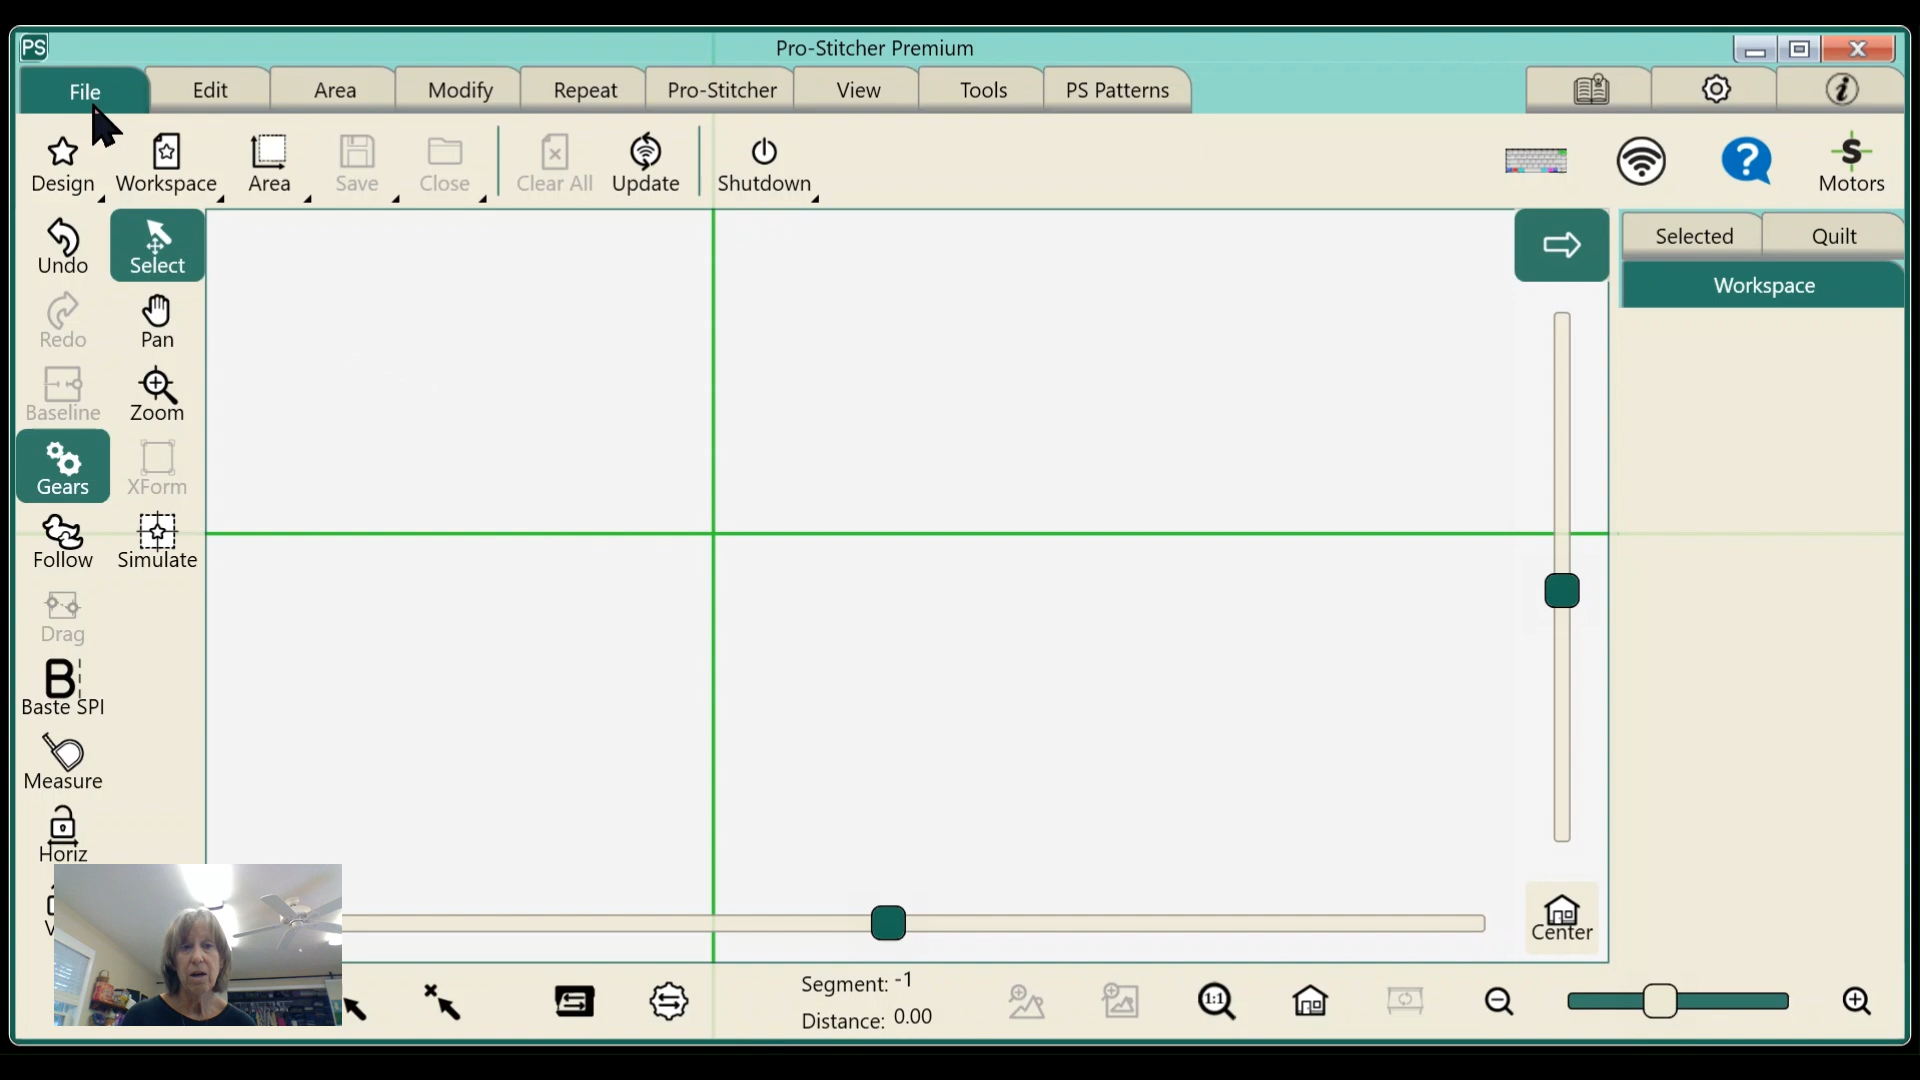 PS Pro-Stitcher Premium
File Edit Area Modify Repeat Pro-Stitcher View Tools PS Patterns
Design Workspace Area Save Close Clear All Update Shutdown Motors
Undo Select
Selected Quilt
Workspace
Redo Pan
Baseline Zoom
Gears XForm
Follow Simulate
Drag
Baste SPI
Measure
Horiz
Center
Segment: -1
Distance: 0.00
1:1